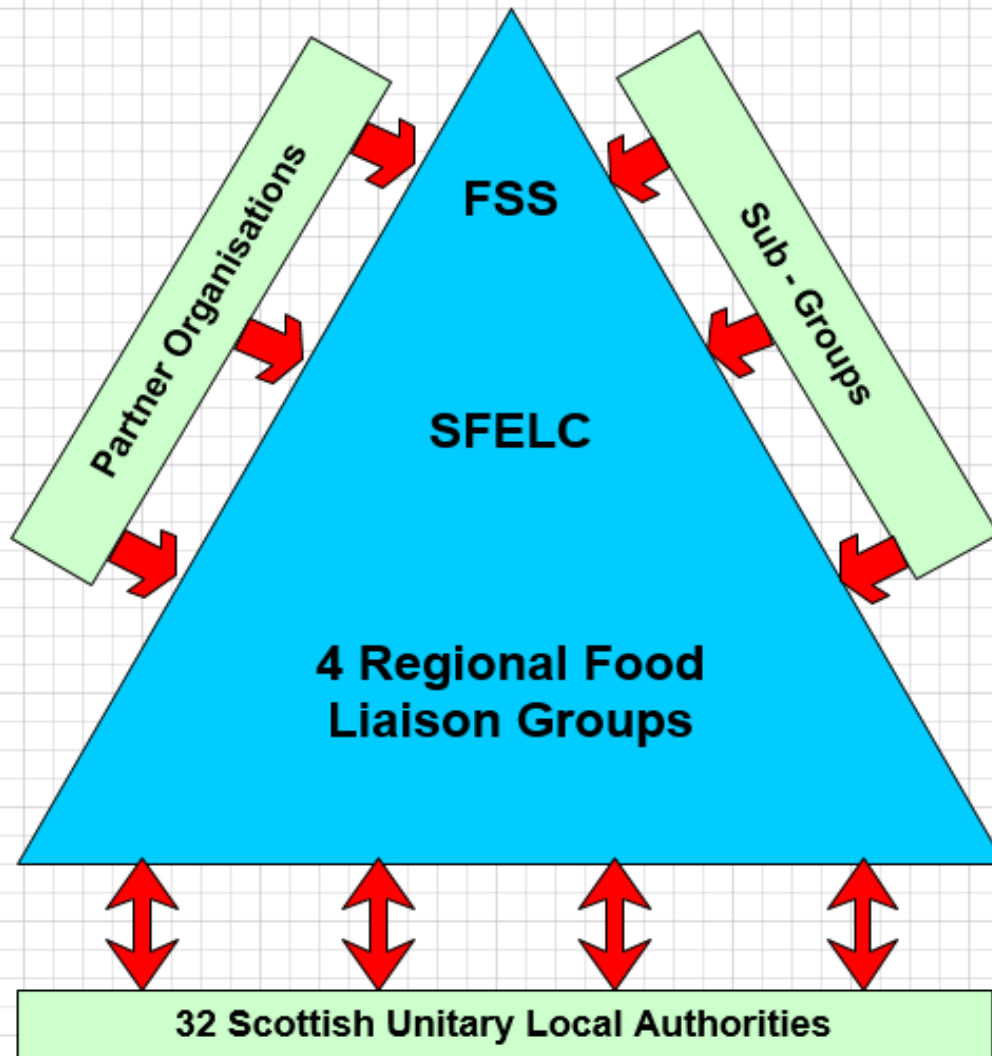 FSS
Partner Organisations
Sub - Groups
SFELC
4 Regional Food
Liaison Groups
32 Scottish Unitary Local Authorities